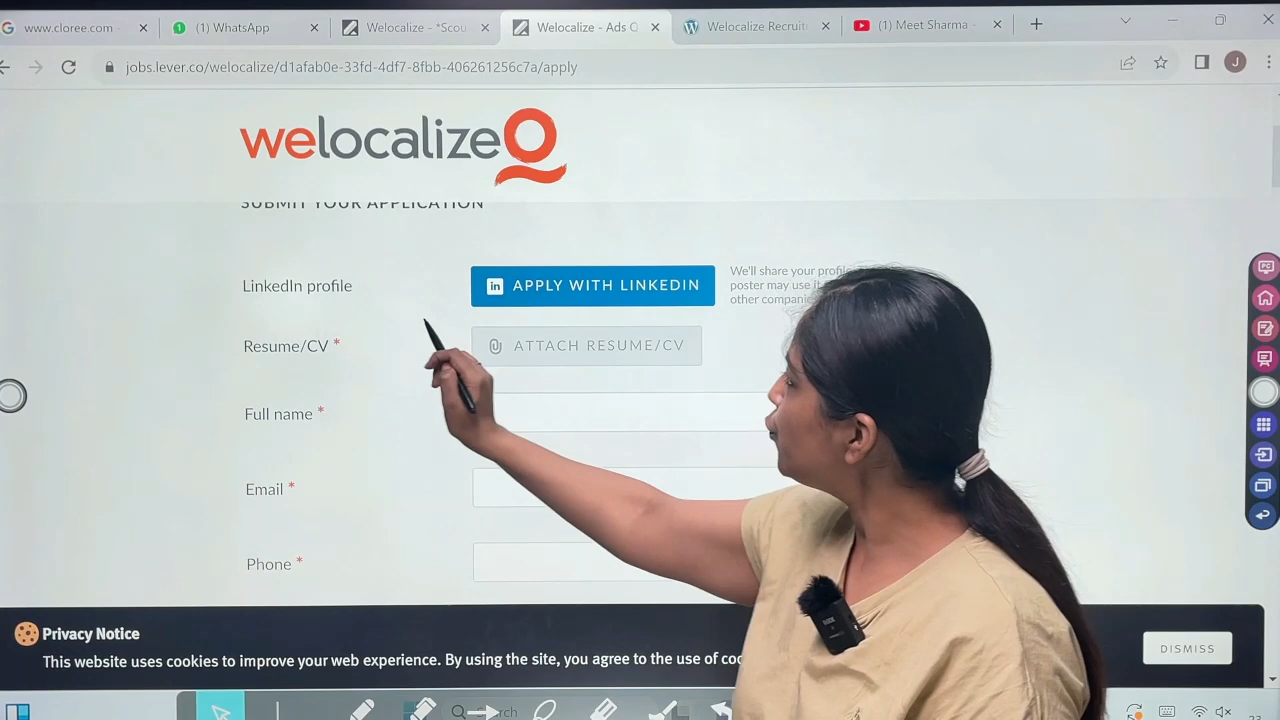 www.cloree.com -
(1) WhatsApp
Welocalize - *Scou
Welocalize - Ads Q
Welocalize Recruit
(1) Meet Sharma -
jobs.lever.co/welocalize/d1afab0e-33fd-4df7-8fbb-406261256c7a/apply
J
welocalize
SUBMIT YOUR APPLICATION
LinkedIn profile
in APPLY WITH LINKEDIN
We'll share your profile
poster may use it
other companie
Resume/CV *
ATTACH RESUME/CV
Full name *
Email *
Phone *
Privacy Notice
This website uses cookies to improve your web experience. By using the site, you agree to the use of coo
DISMISS
Search